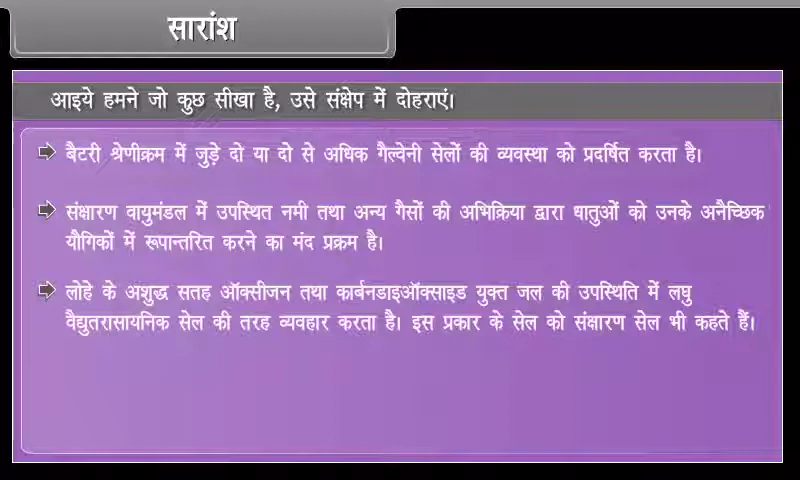 सारांश
आइये हमने जो कुछ सीखा है, उसे संक्षेप में दोहराएं।
बैटरी श्रेणीक्रम में जुड़े दो या दो से अधिक गैल्वेनी सेलों की व्यवस्था को प्रदर्षित करता है।
संक्षारण वायुमंडल में उपस्थित नमी तथा अन्य गैसों की अभिक्रिया द्वारा धातुओं को उनके अनैच्छिक
यौगिकों में रूपान्तरित करने का मंद प्रक्रम है।
लोहे के अशुद्ध सतह ऑक्सीजन तथा कार्बनडाइऑक्साइड युक्त जल की उपस्थिति में लघु
वैद्युतरासायनिक सेल की तरह व्यवहार करता है। इस प्रकार के सेल को संक्षारण सेल भी कहते हैं।